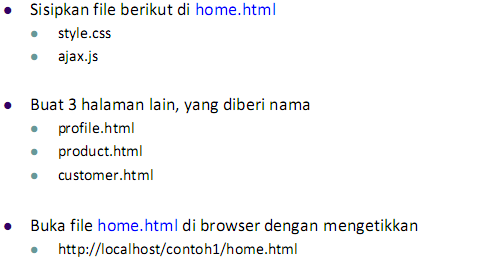 Sisipkan file berikut di home.html
style.css
ajax.js
Buat 3 halaman lain, yang diberi nama
profile.html
product.html
customer.html
Buka file home.html di browser dengan mengetikkan
http://localhost/contoh1/home.html